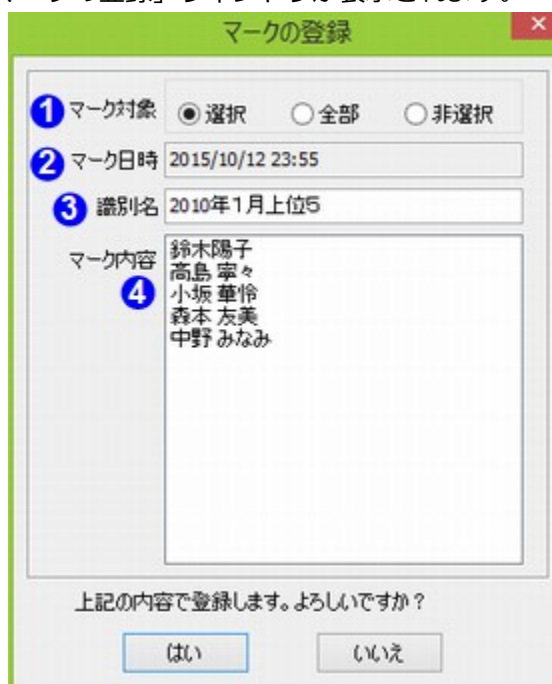 マークの登録
❶ マーク対象 選択 全部 非選択
❷ マーク日時 2015/10/12 23:55
❸ 識別名 2010年1月上位5
マーク内容
❹
鈴木陽子
高島 寧々
小坂 華怜
森本 友美
中野 みなみ
上記の内容で登録します。よろしいですか？
はい いいえ